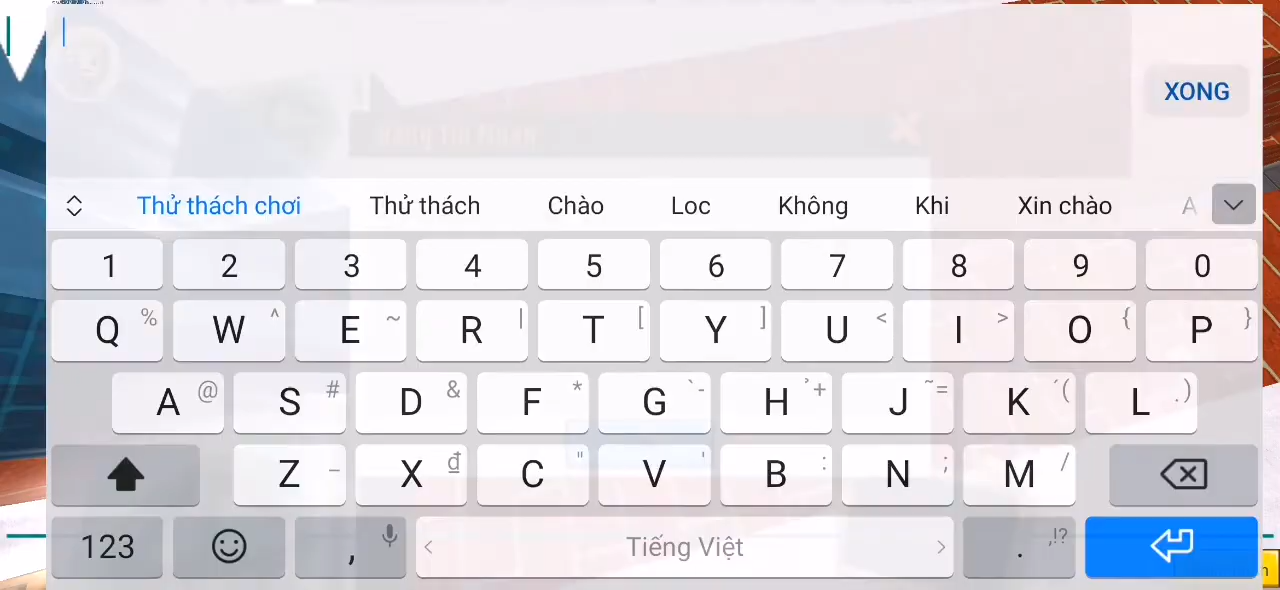 XONG
Thử thách chơi Thử thách Chào Loc Không Khi Xin chào A
1 2 3 4 5 6 7 8 9 0
Q % W ^ E ~ R | T [ Y ] U < I > O { P }
A @ S # D & F * G `- H ̉+ J ~= K ´( L .)
Z _ X ₫ C " V ' B : N ; M /
123 , < Tiếng Việt > . ,!?